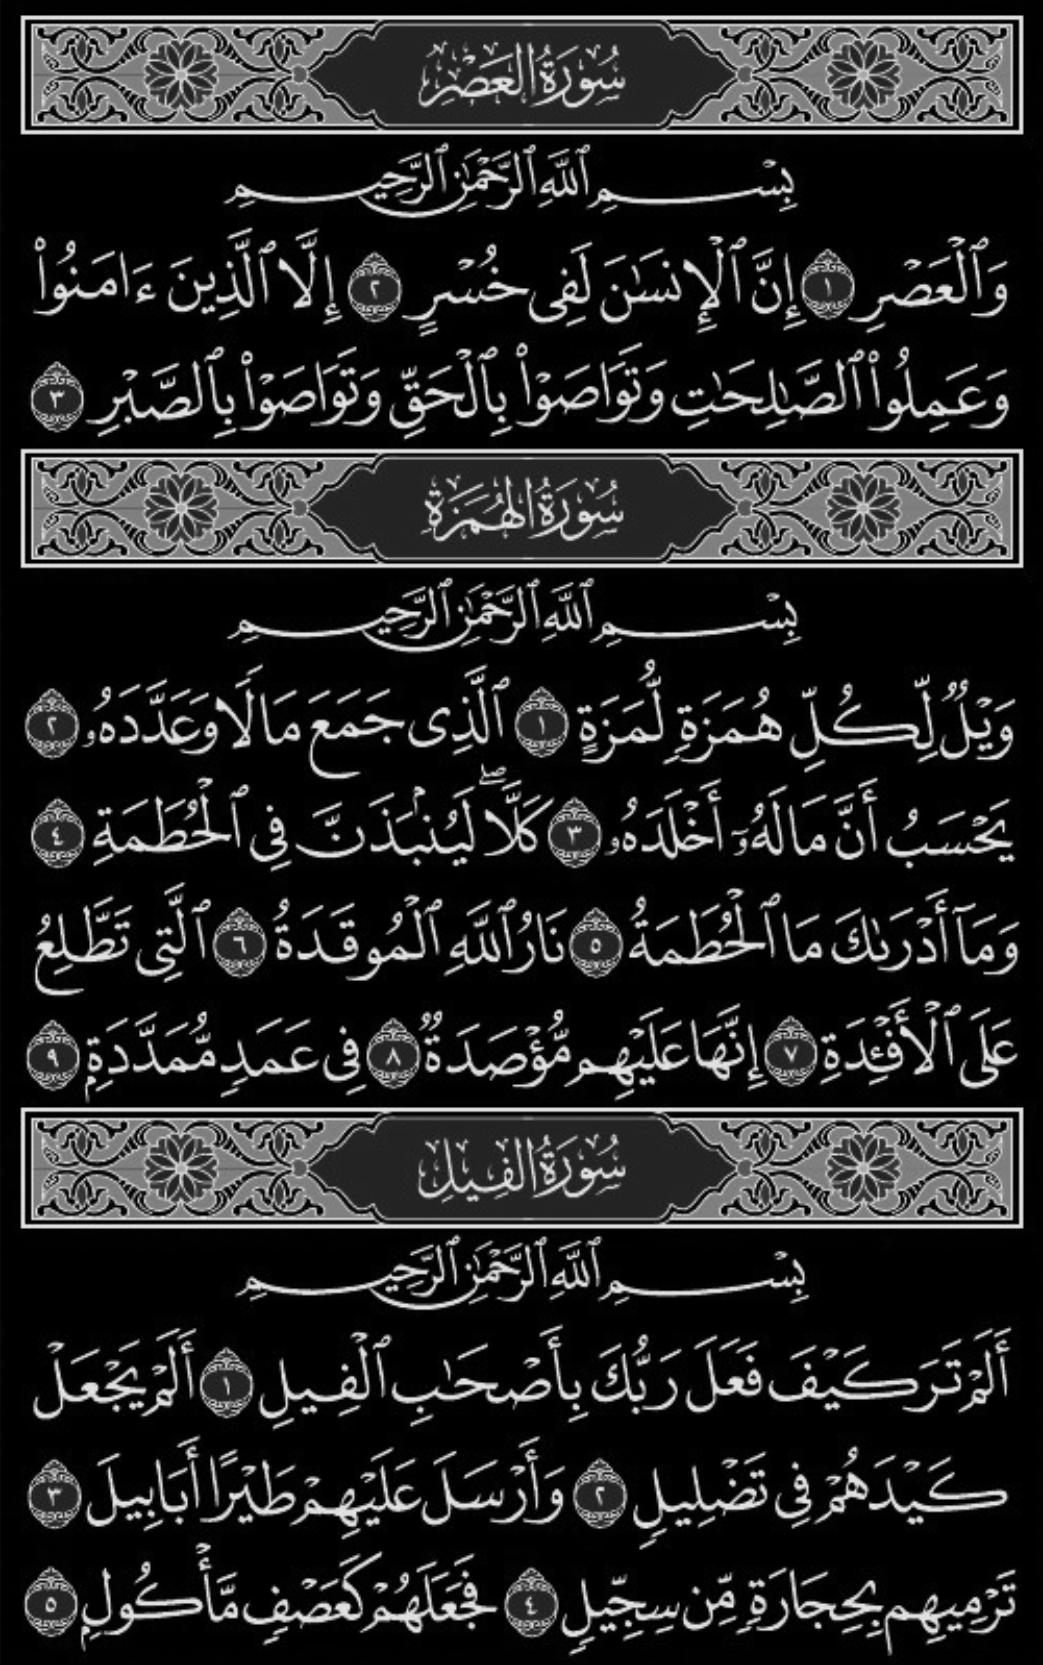 سُورَةُ العَصْرِ
بِسْمِ ٱللَّهِ ٱلرَّحْمَٰنِ ٱلرَّحِيمِ
وَٱلْعَصْرِ ١ إِنَّ ٱلْإِنسَٰنَ لَفِى خُسْرٍ ٢ إِلَّا ٱلَّذِينَ ءَامَنُوا۟
وَعَمِلُوا۟ ٱلصَّٰلِحَٰتِ وَتَوَاصَوْا۟ بِٱلْحَقِّ وَتَوَاصَوْا۟ بِٱلصَّبْرِ ٣
سُورَةُ الهُمَزَةِ
بِسْمِ ٱللَّهِ ٱلرَّحْمَٰنِ ٱلرَّحِيمِ
وَيْلٌ لِّكُلِّ هُمَزَةٍ لُّمَزَةٍ ١ ٱلَّذِى جَمَعَ مَالًا وَعَدَّدَهُۥ ٢
يَحْسَبُ أَنَّ مَالَهُۥٓ أَخْلَدَهُۥ ٣ كَلَّا ۖ لَيُنۢبَذَنَّ فِى ٱلْحُطَمَةِ ٤
وَمَآ أَدْرَىٰكَ مَا ٱلْحُطَمَةُ ٥ نَارُ ٱللَّهِ ٱلْمُوقَدَةُ ٦ ٱلَّتِى تَطَّلِعُ
عَلَى ٱلْأَفْـِٔدَةِ ٧ إِنَّهَا عَلَيْهِم مُّؤْصَدَةٌ ٨ فِى عَمَدٍ مُّمَدَّدَةٍۭ ٩
سُورَةُ الفِيلِ
بِسْمِ ٱللَّهِ ٱلرَّحْمَٰنِ ٱلرَّحِيمِ
أَلَمْ تَرَ كَيْفَ فَعَلَ رَبُّكَ بِأَصْحَٰبِ ٱلْفِيلِ ١ أَلَمْ يَجْعَلْ
كَيْدَهُمْ فِى تَضْلِيلٍ ٢ وَأَرْسَلَ عَلَيْهِمْ طَيْرًا أَبَابِيلَ ٣
تَرْمِيهِم بِحِجَارَةٍ مِّن سِجِّيلٍ ٤ فَجَعَلَهُمْ كَعَصْفٍ مَّأْكُولٍۭ ٥